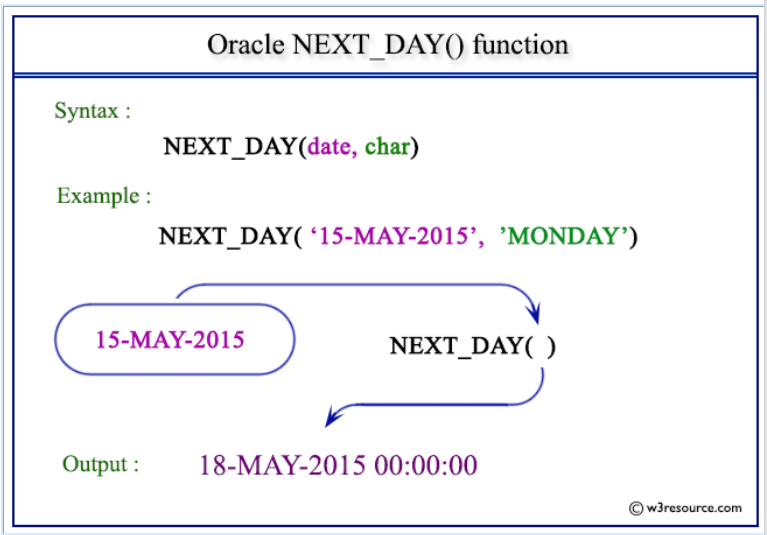 Oracle NEXT_DAY() function
Syntax :
NEXT_DAY(date, char)
Example :
NEXT_DAY( ‘15-MAY-2015’, ’MONDAY’)
15-MAY-2015
NEXT_DAY( )
Output :
18-MAY-2015 00:00:00
© w3resource.com